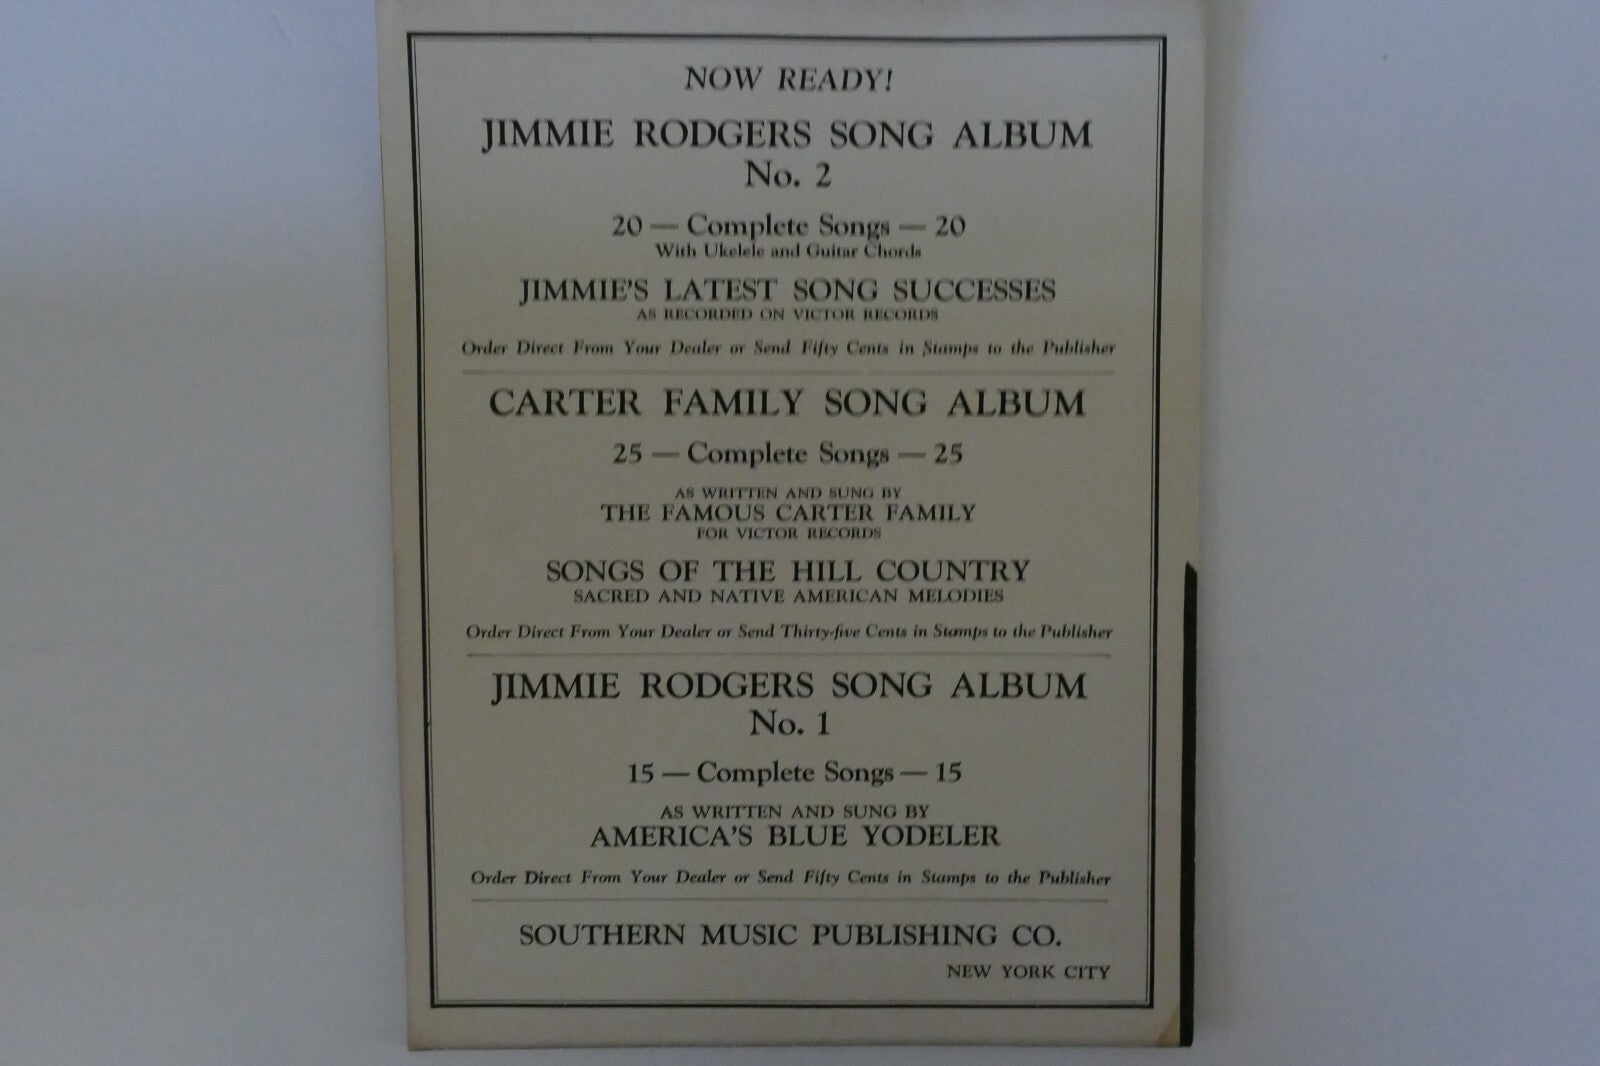 NOW READY!
JIMMIE RODGERS SONG ALBUM
No. 2
20 — Complete Songs — 20
With Ukelele and Guitar Chords
JIMMIE'S LATEST SONG SUCCESSES
AS RECORDED ON VICTOR RECORDS
Order Direct From Your Dealer or Send Fifty Cents in Stamps to the Publisher
CARTER FAMILY SONG ALBUM
25 — Complete Songs — 25
AS WRITTEN AND SUNG BY
THE FAMOUS CARTER FAMILY
FOR VICTOR RECORDS
SONGS OF THE HILL COUNTRY
SACRED AND NATIVE AMERICAN MELODIES
Order Direct From Your Dealer or Send Thirty-five Cents in Stamps to the Publisher
JIMMIE RODGERS SONG ALBUM
No. 1
15 — Complete Songs — 15
AS WRITTEN AND SUNG BY
AMERICA'S BLUE YODELER
Order Direct From Your Dealer or Send Fifty Cents in Stamps to the Publisher
SOUTHERN MUSIC PUBLISHING CO.
NEW YORK CITY